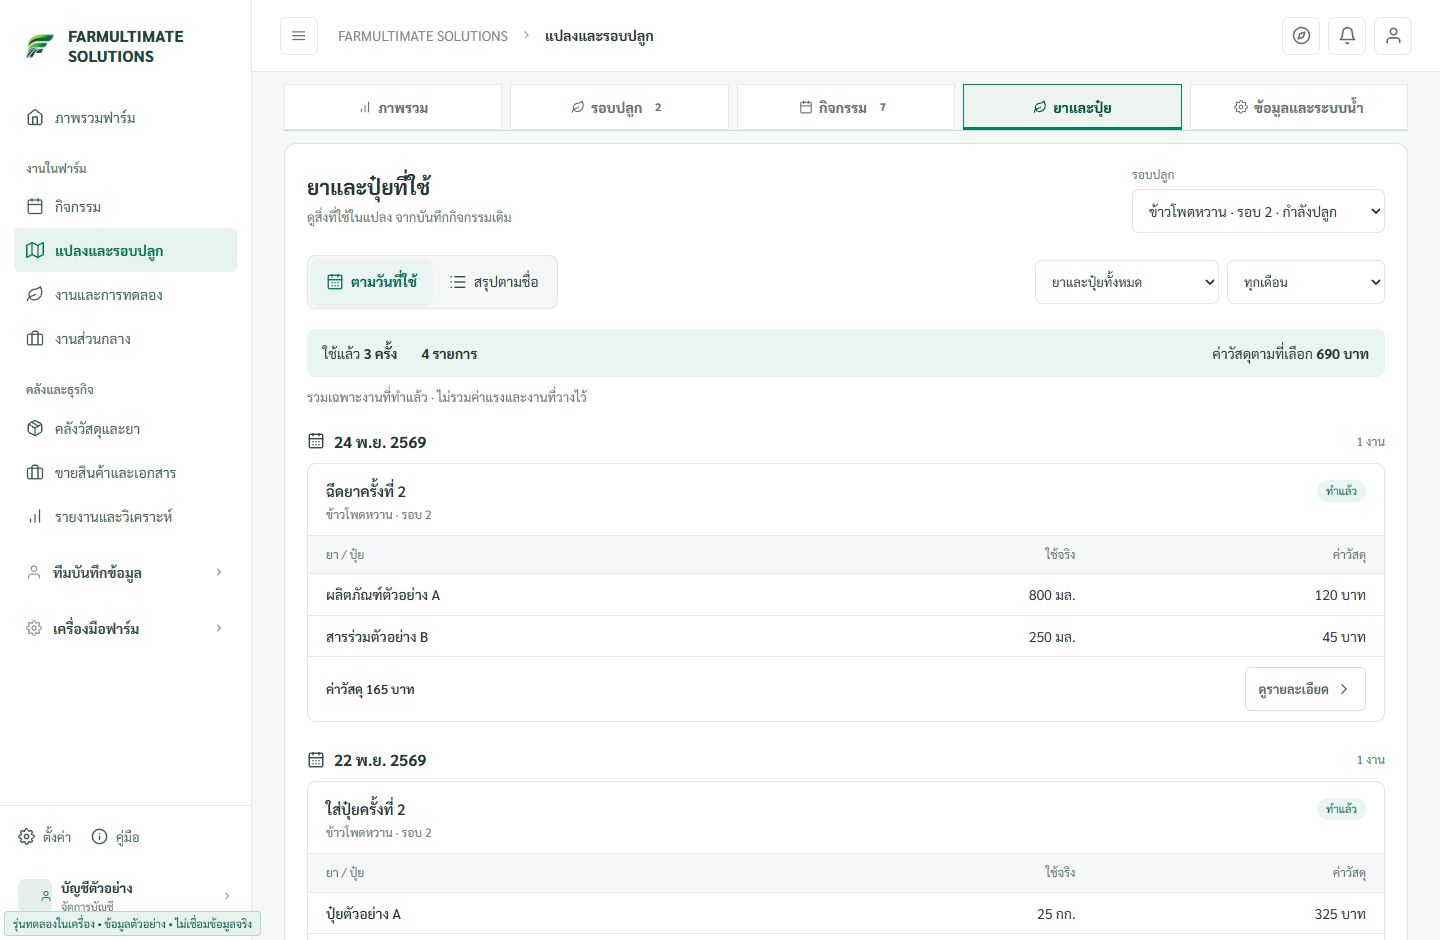 FARMULTIMATE
SOLUTIONS
ภาพรวมฟาร์ม
งานในฟาร์ม
กิจกรรม
แปลงและรอบปลูก
งานและการทดลอง
งานส่วนกลาง
คลังและธุรกิจ
คลังวัสดุและยา
ขายสินค้าและเอกสาร
รายงานและวิเคราะห์
ทีมบันทึกข้อมูล
เครื่องมือฟาร์ม
ตั้งค่า คู่มือ
บัญชีตัวอย่าง
จัดการบัญชี
รุ่นทดลองในเครื่อง • ข้อมูลตัวอย่าง • ไม่เชื่อมข้อมูลจริง
FARMULTIMATE SOLUTIONS > แปลงและรอบปลูก
ภาพรวม รอบปลูก 2 กิจกรรม 7 ยาและปุ๋ย ข้อมูลและระบบน้ำ
ยาและปุ๋ยที่ใช้
ดูสิ่งที่ใช้ในแปลง จากบันทึกกิจกรรมเดิม
รอบปลูก
ข้าวโพดหวาน · รอบ 2 · กำลังปลูก
ตามวันที่ใช้ สรุปตามชื่อ
ยาและปุ๋ยทั้งหมด ทุกเดือน
ใช้แล้ว 3 ครั้ง 4 รายการ ค่าวัสดุตามที่เลือก 690 บาท
รวมเฉพาะงานที่ทำแล้ว · ไม่รวมค่าแรงและงานที่วางไว้
24 พ.ย. 2569 1 งาน
ฉีดยาครั้งที่ 2 ทำแล้ว
ข้าวโพดหวาน · รอบ 2
ยา / ปุ๋ย ใช้จริง ค่าวัสดุ
ผลิตภัณฑ์ตัวอย่าง A 800 มล. 120 บาท
สารร่วมตัวอย่าง B 250 มล. 45 บาท
ค่าวัสดุ 165 บาท ดูรายละเอียด
22 พ.ย. 2569 1 งาน
ใส่ปุ๋ยครั้งที่ 2 ทำแล้ว
ข้าวโพดหวาน · รอบ 2
ยา / ปุ๋ย ใช้จริง ค่าวัสดุ
ปุ๋ยตัวอย่าง A 25 กก. 325 บาท